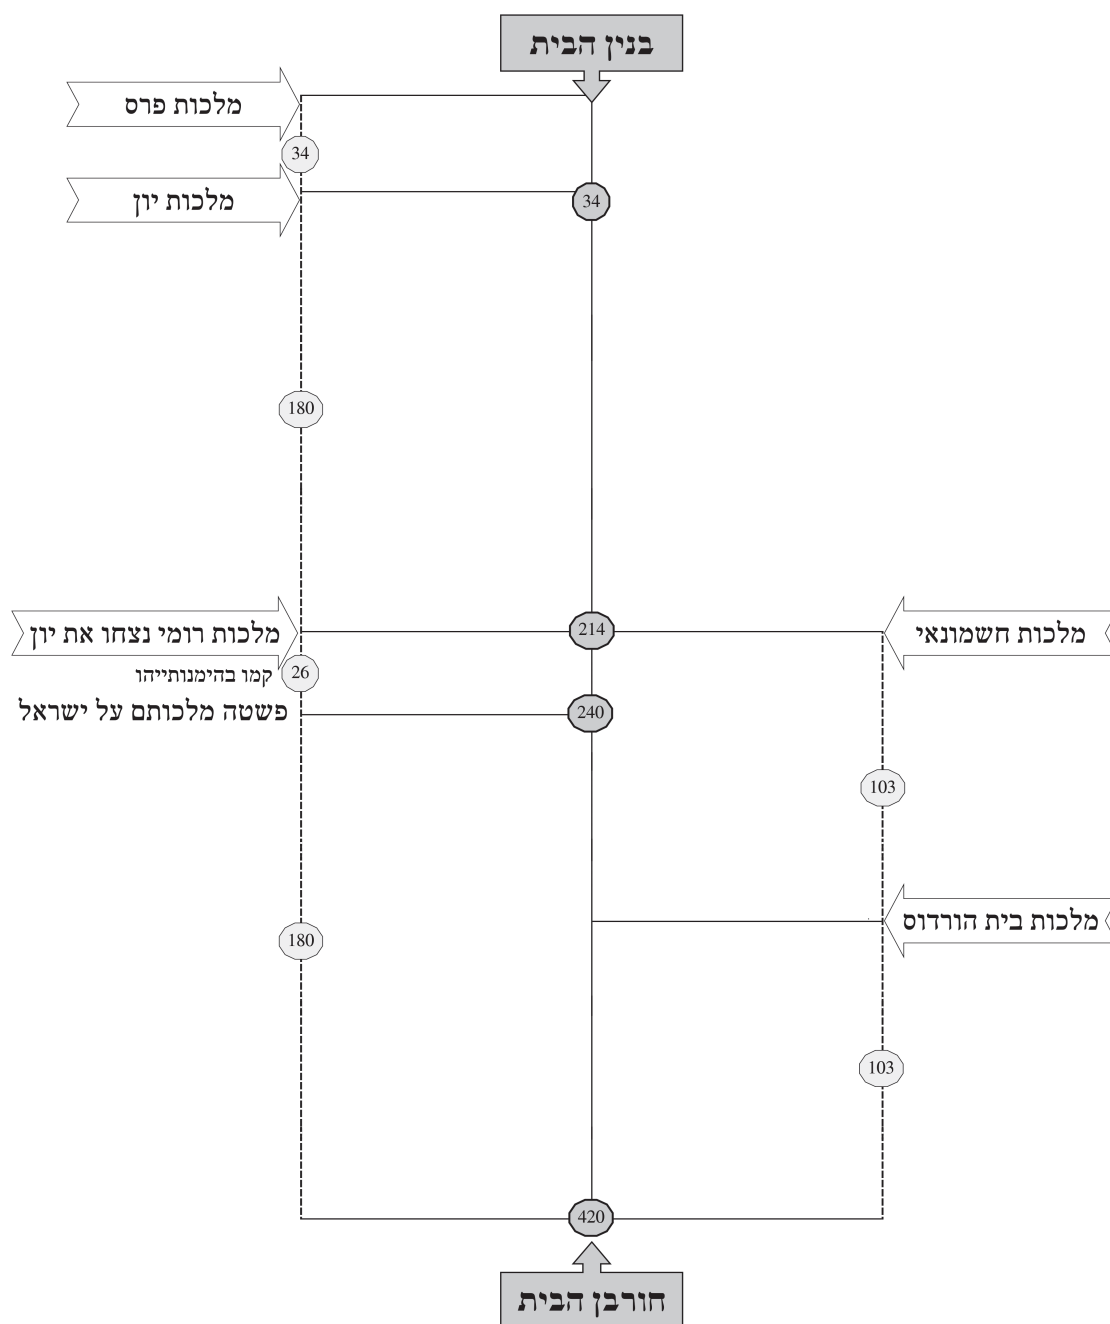 בנין הבית
מלכות פרס
34
מלכות יון
34
180
מלכות חשמונאי
214
מלכות רומי נצחו את יון
26
קמו בהימנותייהו
240
פשטה מלכותם על ישראל
103
מלכות בית הורדוס
180
103
420
חורבן הבית